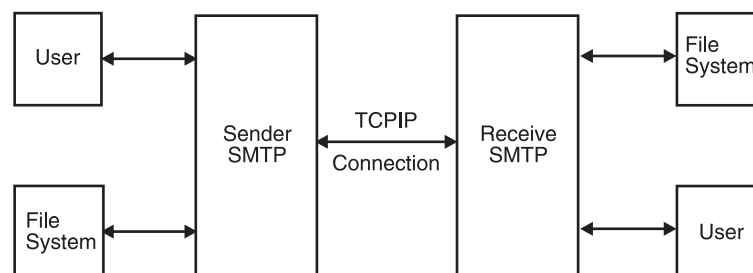 User
File
System
Sender
SMTP
TCPIP
Connection
Receive
SMTP
File
System
User